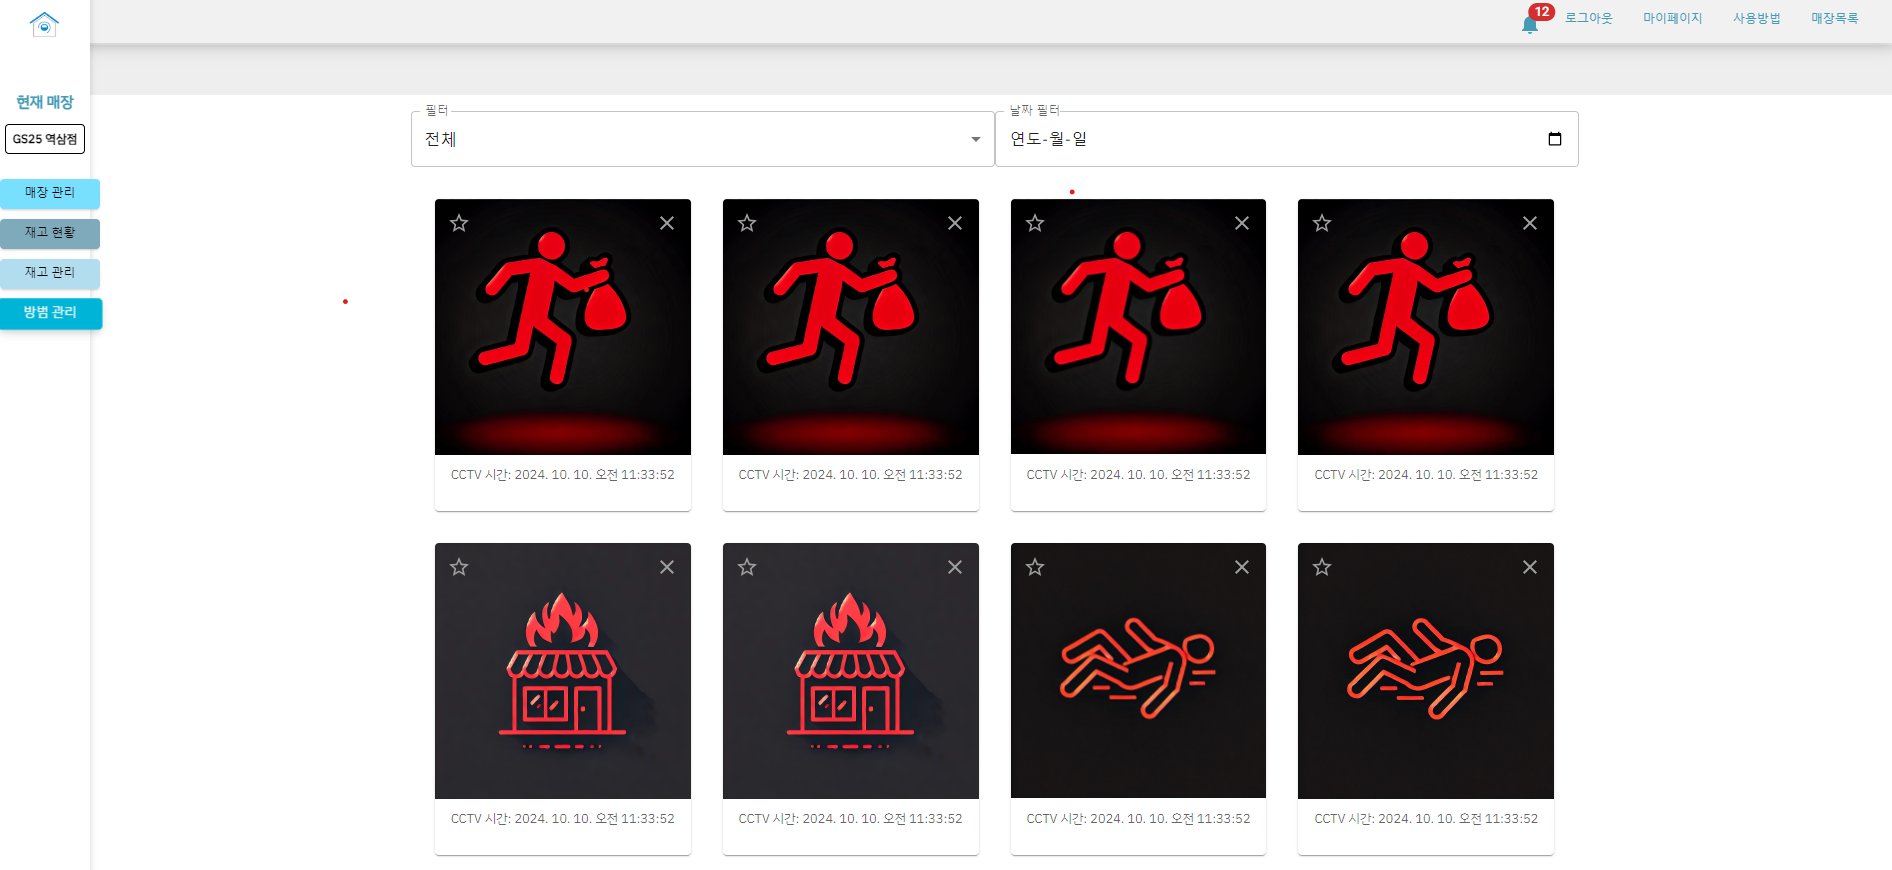 12
로그아웃
마이페이지
사용방법
매장목록
현재 매장
GS25 역삼점
매장 관리
재고 현황
재고 관리
방범 관리
필터
전체
날짜 필터
연도-월-일
CCTV 시간: 2024. 10. 10. 오전 11:33:52
CCTV 시간: 2024. 10. 10. 오전 11:33:52
CCTV 시간: 2024. 10. 10. 오전 11:33:52
CCTV 시간: 2024. 10. 10. 오전 11:33:52
CCTV 시간: 2024. 10. 10. 오전 11:33:52
CCTV 시간: 2024. 10. 10. 오전 11:33:52
CCTV 시간: 2024. 10. 10. 오전 11:33:52
CCTV 시간: 2024. 10. 10. 오전 11:33:52